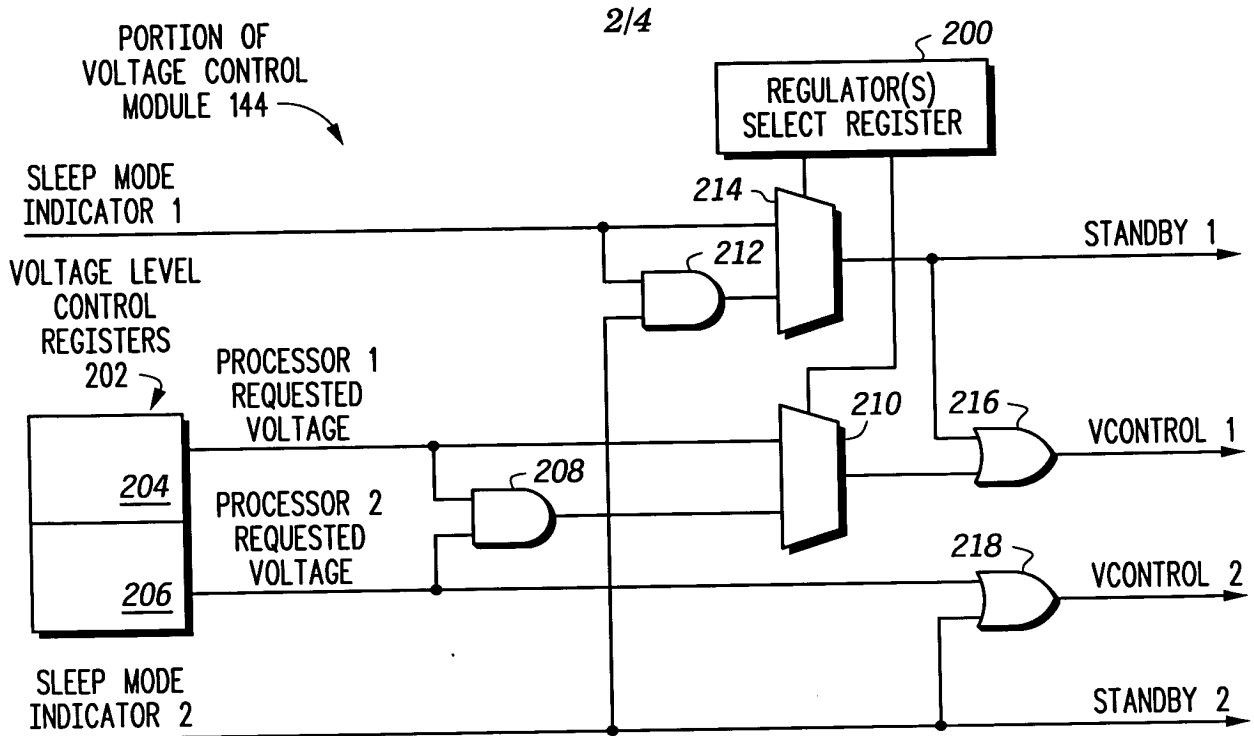 2/4
PORTION OF
VOLTAGE CONTROL
MODULE 144
200
REGULATOR(S)
SELECT REGISTER
SLEEP MODE
INDICATOR 1
214
STANDBY 1
212
VOLTAGE LEVEL
CONTROL
REGISTERS
202
PROCESSOR 1
REQUESTED
VOLTAGE
210
216
VCONTROL 1
204
208
PROCESSOR 2
REQUESTED
VOLTAGE
206
218
VCONTROL 2
SLEEP MODE
INDICATOR 2
STANDBY 2